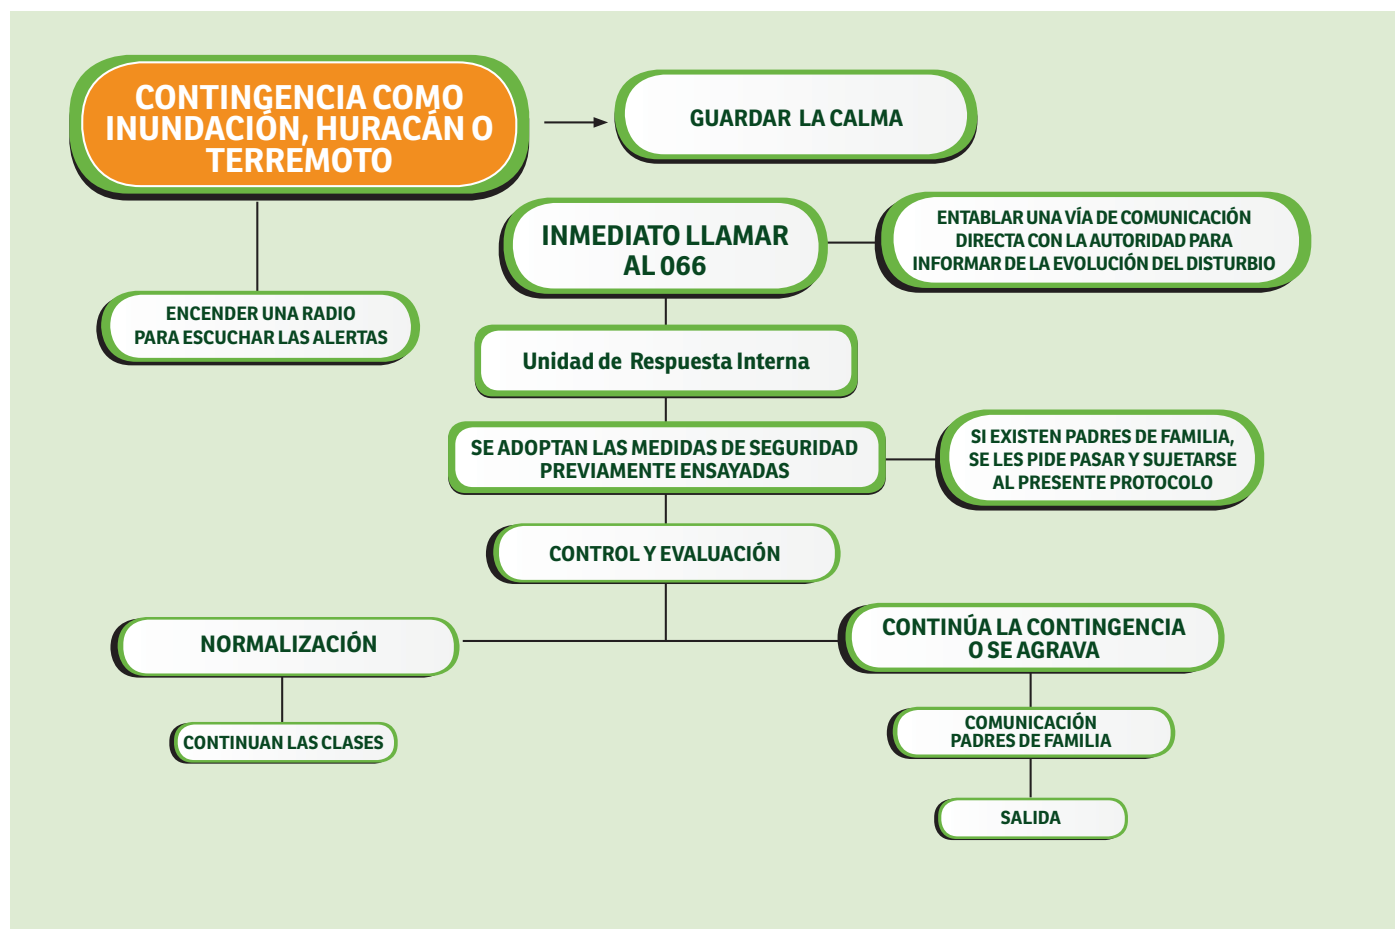 CONTINGENCIA COMO
INUNDACIÓN, HURACÁN O
TERREMOTO
GUARDAR LA CALMA
INMEDIATO LLAMAR
AL 066
ENTABLAR UNA VÍA DE COMUNICACIÓN
DIRECTA CON LA AUTORIDAD PARA
INFORMAR DE LA EVOLUCIÓN DEL DISTURBIO
ENCENDER UNA RADIO
PARA ESCUCHAR LAS ALERTAS
Unidad de Respuesta Interna
SE ADOPTAN LAS MEDIDAS DE SEGURIDAD
PREVIAMENTE ENSAYADAS
SI EXISTEN PADRES DE FAMILIA,
SE LES PIDE PASAR Y SUJETARSE
AL PRESENTE PROTOCOLO
CONTROL Y EVALUACIÓN
NORMALIZACIÓN
CONTINÚA LA CONTINGENCIA
O SE AGRAVA
CONTINUAN LAS CLASES
COMUNICACIÓN
PADRES DE FAMILIA
SALIDA